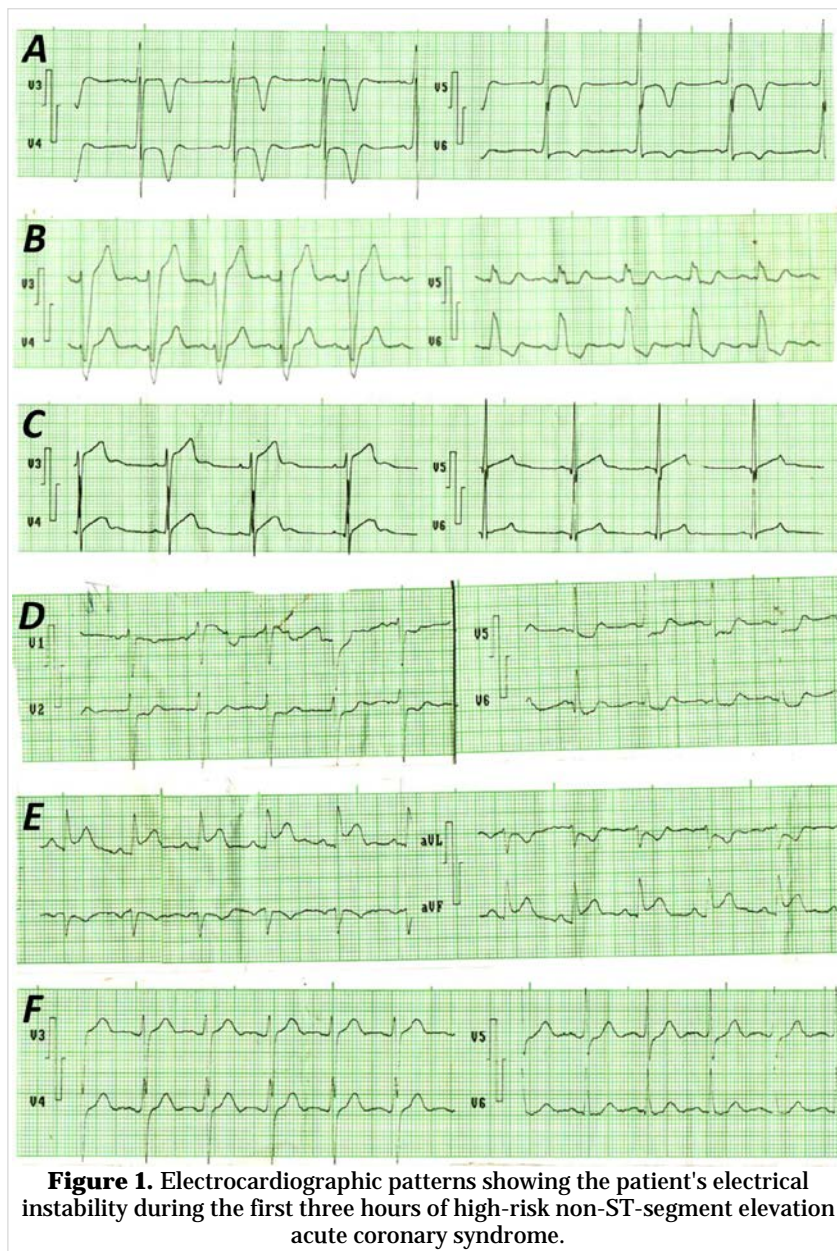 A
V3
V5
V4
V6
B
V3
V5
V4
V6
C
V3
V5
V4
V6
D
V1
V5
V2
V6
E
aVL
aVF
F
V3
V5
V4
V6
Figure 1. Electrocardiographic patterns showing the patient's electrical
instability during the first three hours of high-risk non-ST-segment elevation
acute coronary syndrome.